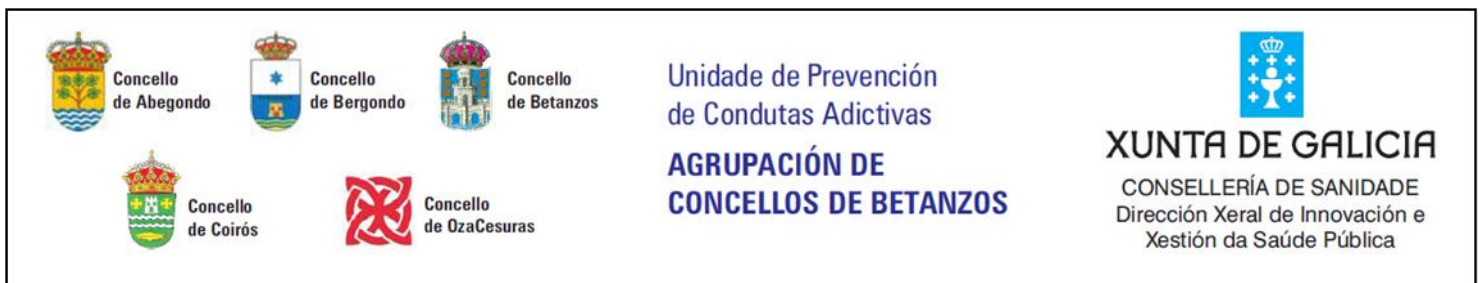 Concello
de Abegondo
Concello
de Bergondo
Concello
de Betanzos
Concello
de Coirós
Concello
de OzaCesuras
Unidade de Prevención
de Condutas Adictivas
AGRUPACIÓN DE
CONCELLOS DE BETANZOS
XUNTA DE GALICIA
CONSELLERÍA DE SANIDADE
Dirección Xeral de Innovación e
Xestión da Saúde Pública